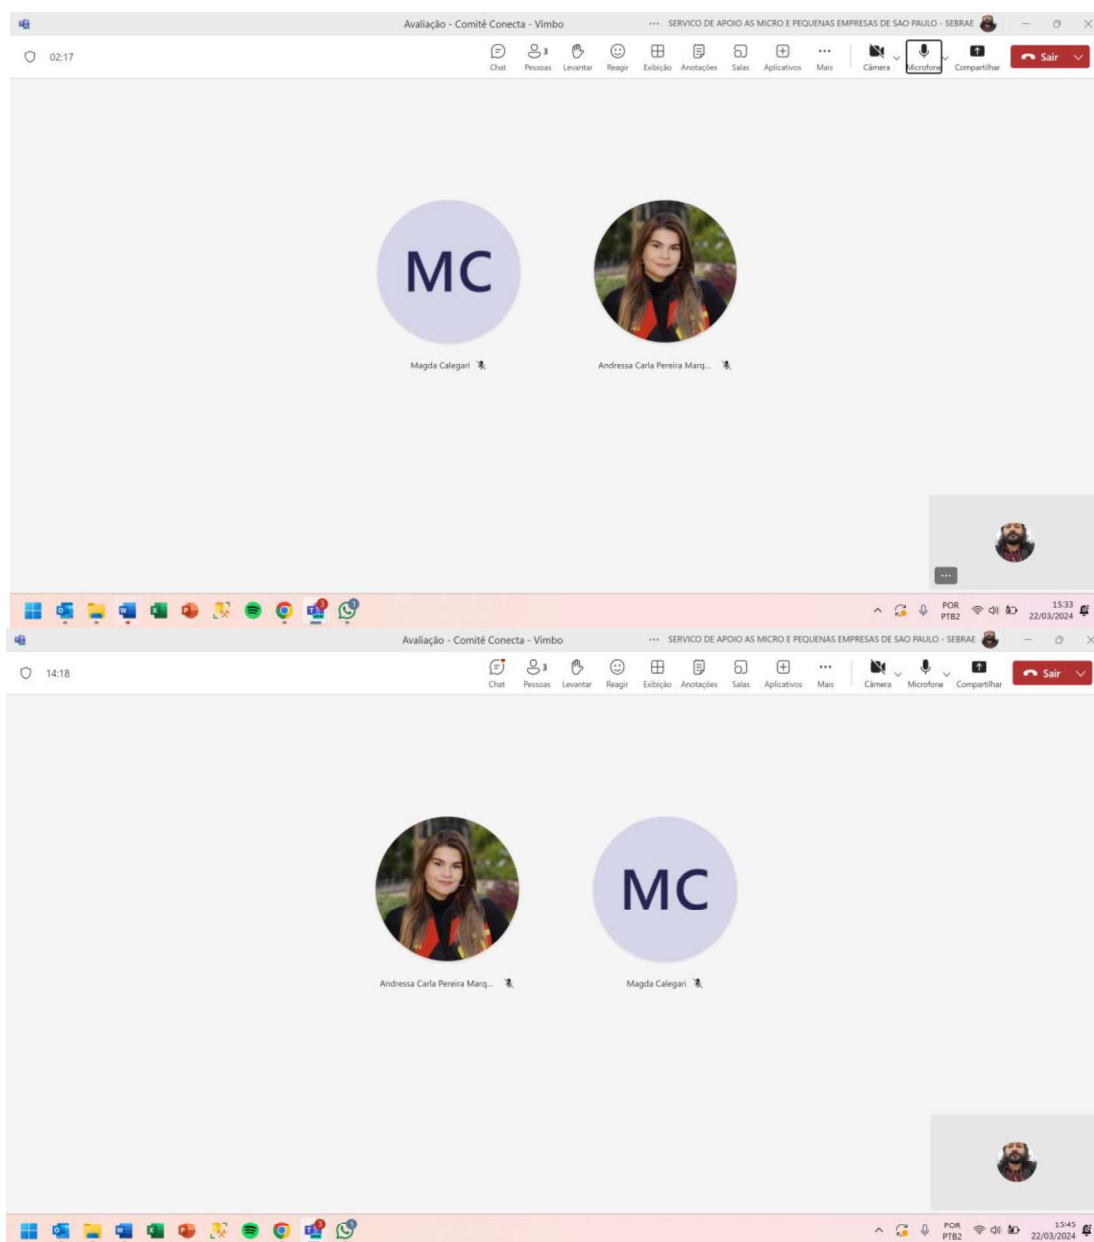 Avaliação - Comitê Conecta - Vimbo ··· SERVICO DE APOIO AS MICRO E PEQUENAS EMPRESAS DE SAO PAULO - SEBRAE
02:17
3
Chat Pessoas Levantar Reagir Exibição Anotações Salas Aplicativos Mais Câmera Microfone Compartilhar Sair
MC
Magda Calegari Andressa Carla Pereira Marq...
3 1
POR 15:33
PTB2 22/03/2024
Avaliação - Comitê Conecta - Vimbo ··· SERVICO DE APOIO AS MICRO E PEQUENAS EMPRESAS DE SAO PAULO - SEBRAE
14:18
3
Chat Pessoas Levantar Reagir Exibição Anotações Salas Aplicativos Mais Câmera Microfone Compartilhar Sair
MC
Andressa Carla Pereira Marq... Magda Calegari
3 1
POR 15:45
PTB2 22/03/2024